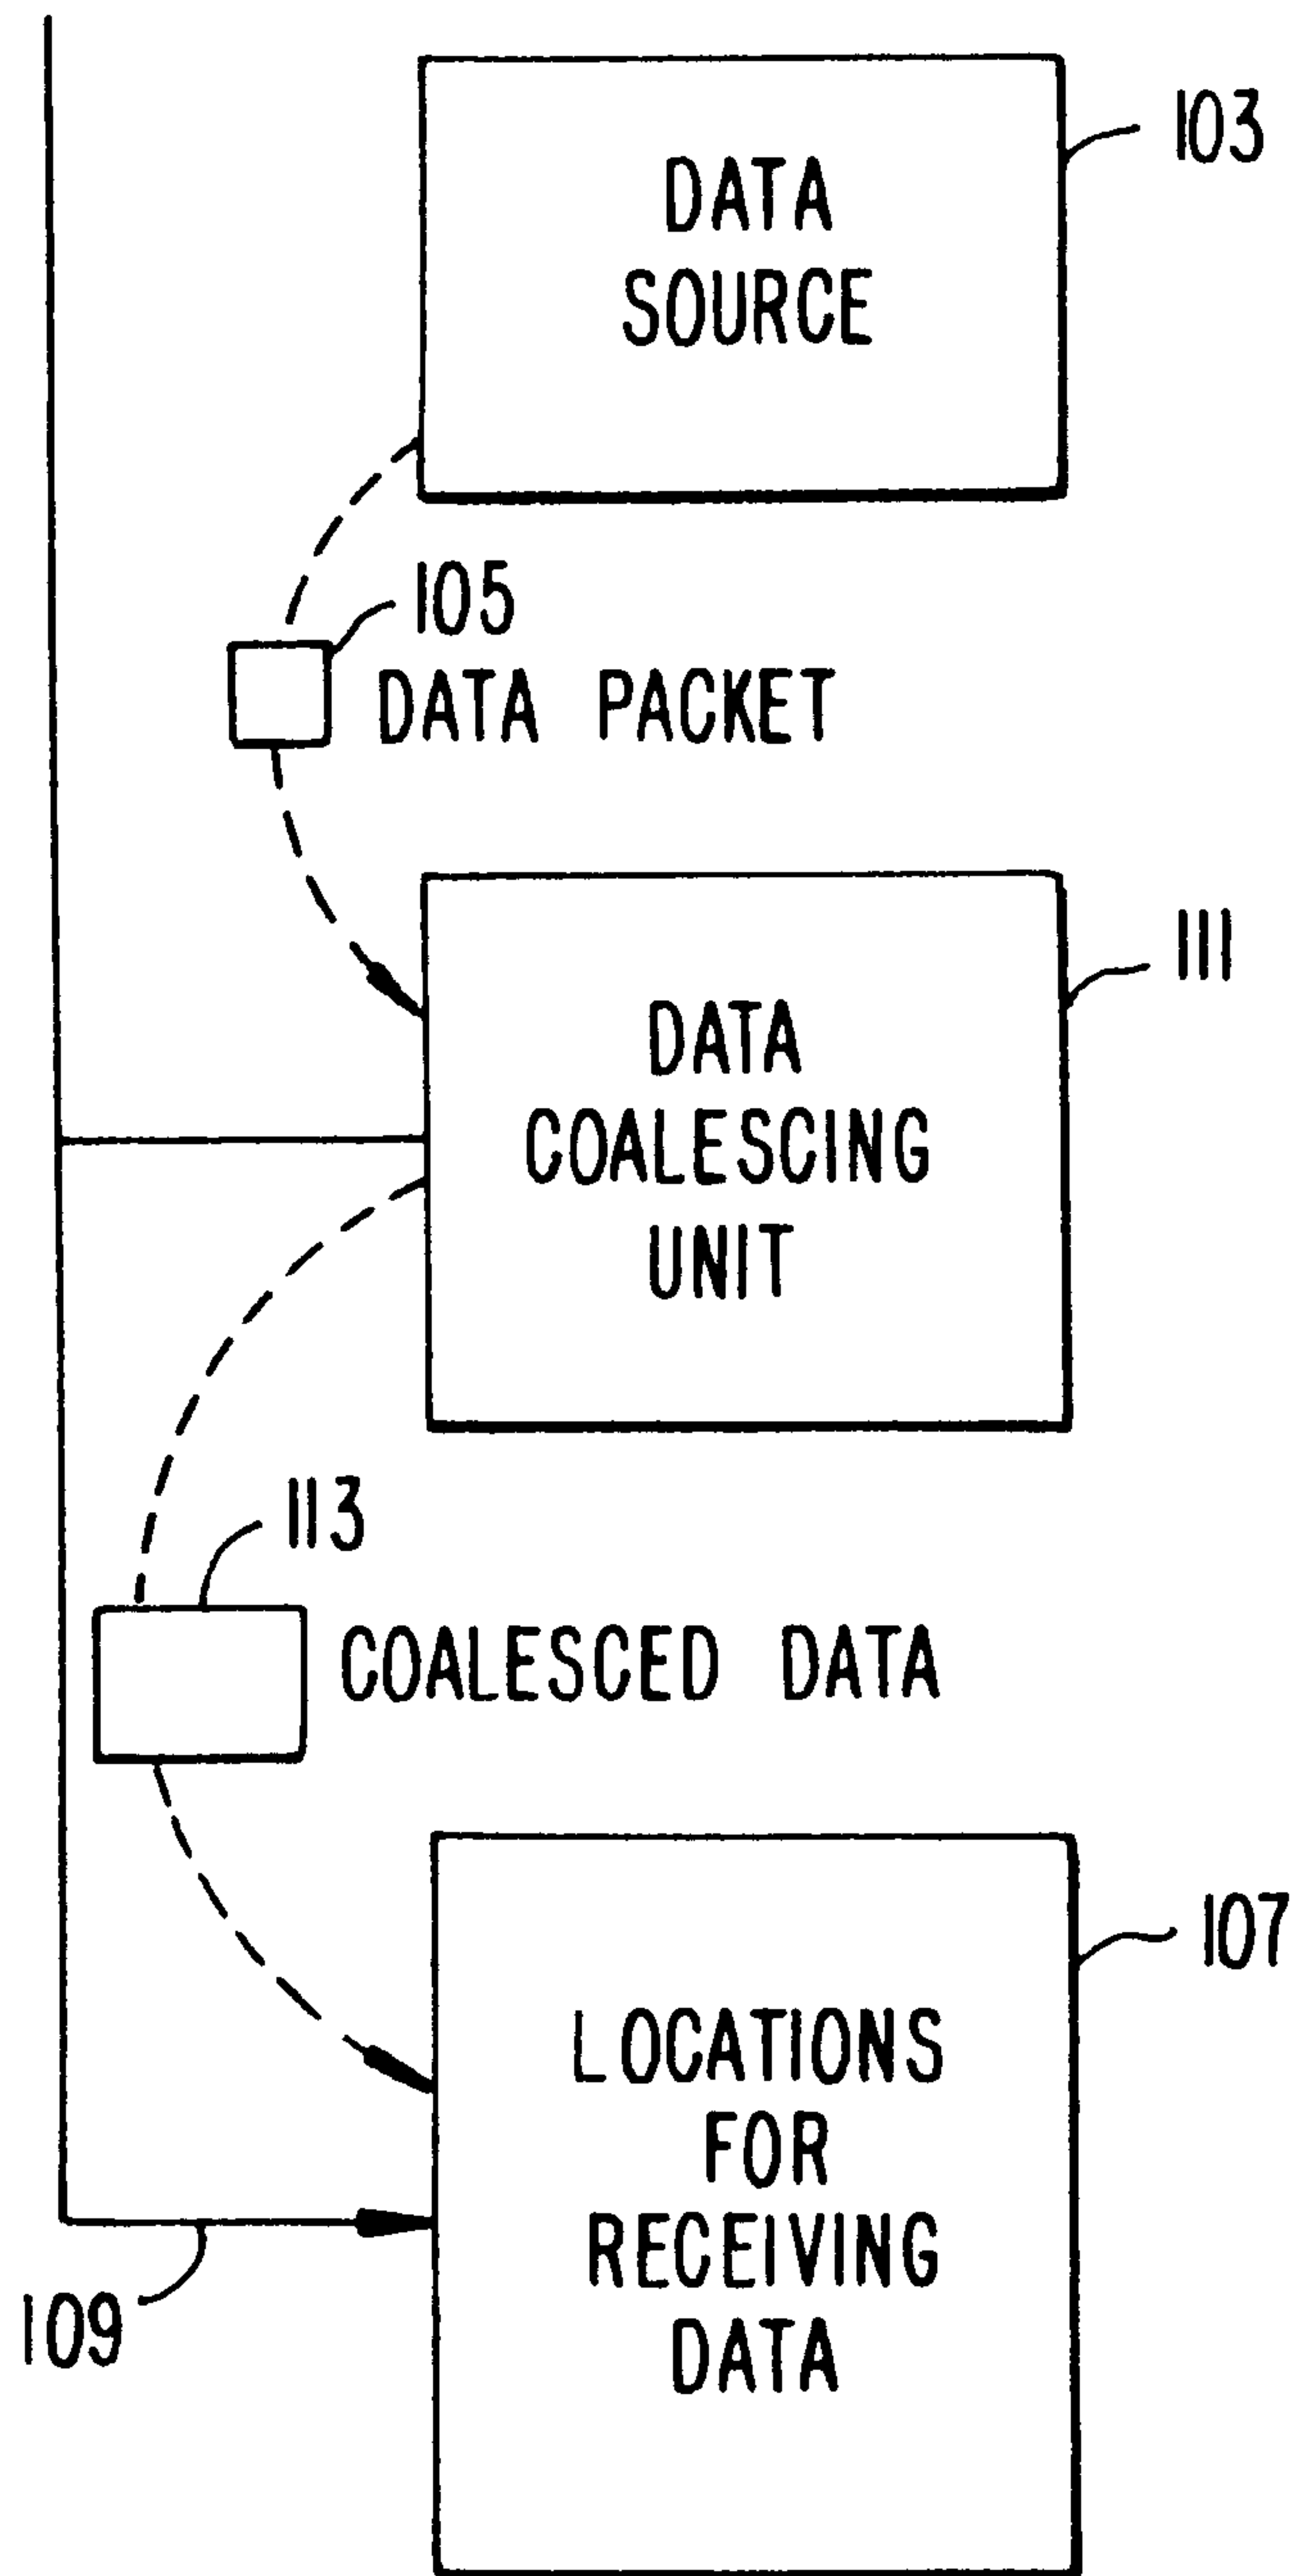 103
DATA
SOURCE
105
DATA PACKET
111
DATA
COALESCING
UNIT
113
COALESCED DATA
107
LOCATIONS
FOR
RECEIVING
DATA
109